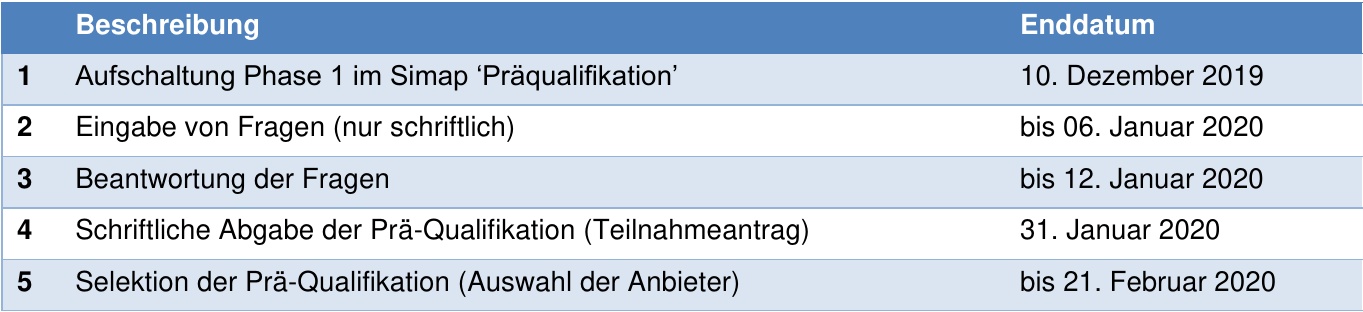 Beschreibung Enddatum
1 Aufschaltung Phase 1 im Simap ‘Präqualifikation’ 10. Dezember 2019
2 Eingabe von Fragen (nur schriftlich) bis 06. Januar 2020
3 Beantwortung der Fragen bis 12. Januar 2020
4 Schriftliche Abgabe der Prä-Qualifikation (Teilnahmeantrag) 31. Januar 2020
5 Selektion der Prä-Qualifikation (Auswahl der Anbieter) bis 21. Februar 2020